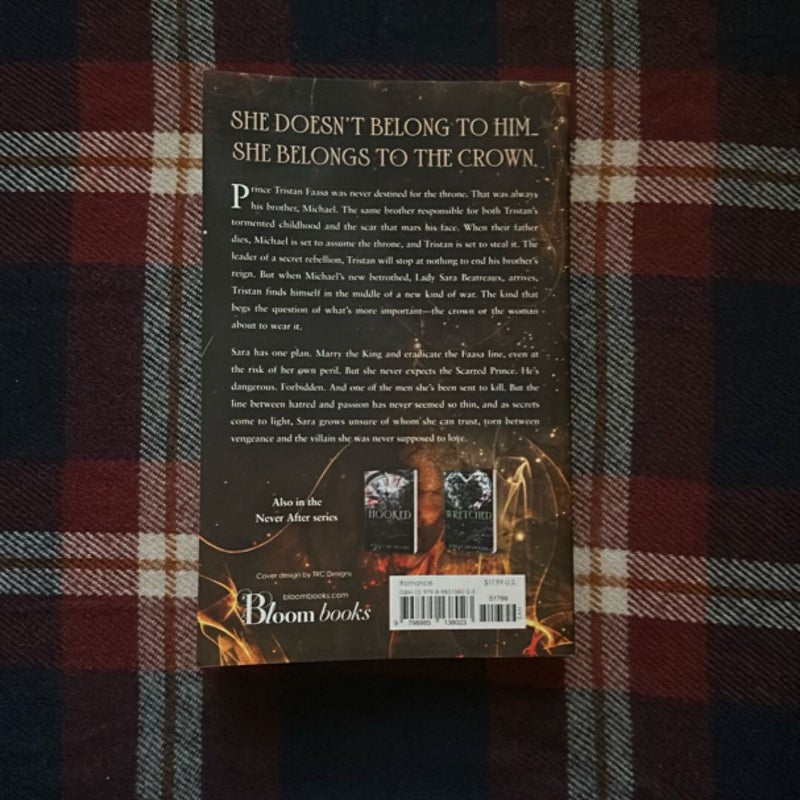 SHE DOESN'T BELONG TO HIM...
SHE BELONGS TO THE CROWN.
Prince Tristan Faasa was never destined for the throne. That was always
his brother, Michael. The same brother responsible for both Tristan's
tormented childhood and the scar that mars his face. When their father
dies, Michael is set to assume the throne, and Tristan is set to steal it. The
leader of a secret rebellion, Tristan will stop at nothing to end his brother's
reign. But when Michael's new betrothed, Lady Sara Beatreaux, arrives,
Tristan finds himself in the middle of a new kind of war. The kind that
begs the question of what's more important—the crown or the woman
about to wear it.
Sara has one plan. Marry the King and eradicate the Faasa line, even at
the risk of her own peril. But she never expects the Scarred Prince. He's
dangerous. Forbidden. And one of the men she's been sent to kill. But the
line between hatred and passion has never seemed so thin, and as secrets
come to light, Sara grows unsure of whom she can trust, torn between
vengeance and the villain she was never supposed to love.
Also in the
Never After series
HOOKED
WRETCHED
Cover design by TRC Designs
bloombooks.com
Bloom books
Romance $17.99 U.S.
ISBN-13: 979-8-9851380-2-3
51799
9 798985 138023